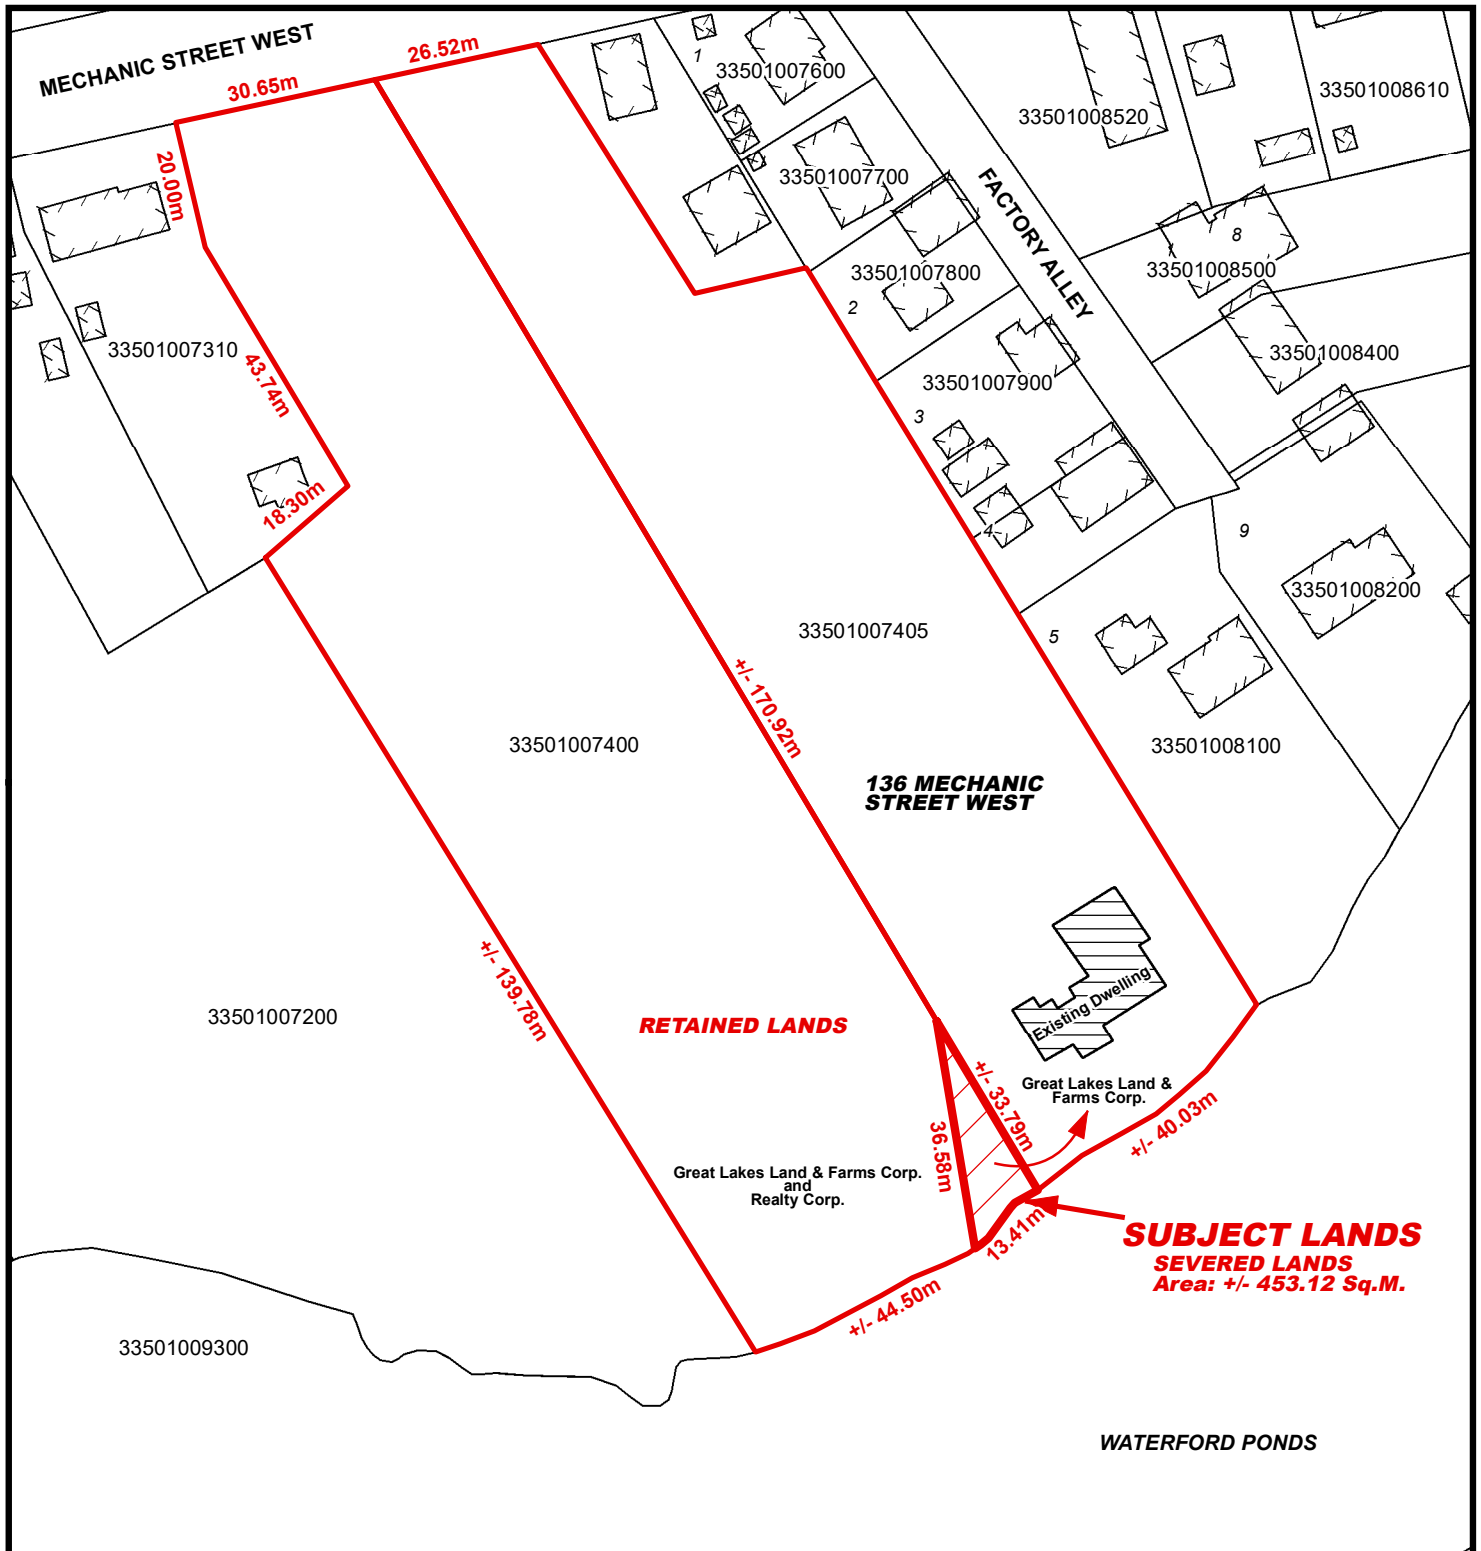 MECHANIC STREET WEST
30.65m
26.52m
20.00m
43.74m
18.30m
1
33501007600
33501007700
33501007800
2
33501007900
3
4
5
FACTORY ALLEY
33501008520
33501008610
8
33501008500
33501008400
9
33501008200
33501008100
33501007310
33501007405
33501007400
+/- 170.92m
136 MECHANIC
STREET WEST
+/- 139.78m
33501007200
RETAINED LANDS
Existing Dwelling
Great Lakes Land &
Farms Corp.
+/- 33.79m
36.58m
+/- 40.03m
Great Lakes Land & Farms Corp.
and
Realty Corp.
13.41m
+/- 44.50m
SUBJECT LANDS
SEVERED LANDS
Area: +/- 453.12 Sq.M.
33501009300
WATERFORD PONDS